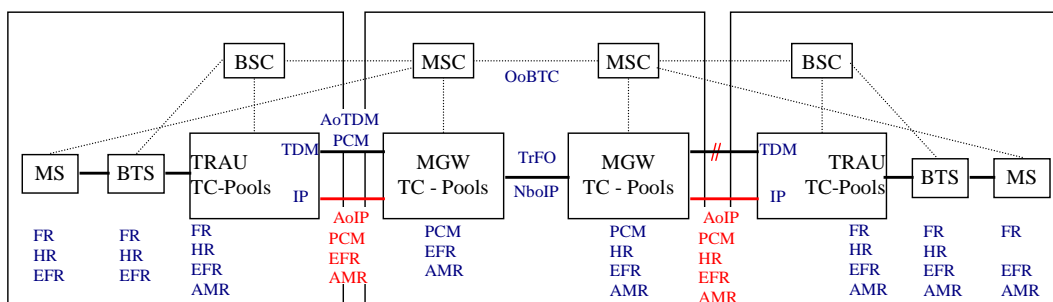 BSC
MSC
MSC
BSC
OoBTC
AoTDM
PCM
MS
BTS
TRAU
TC-Pools
TDM
IP
MGW
TC - Pools
TrFO
NboIP
MGW
TC - Pools
TDM
IP
TRAU
TC-Pools
BTS
MS
FR
HR
EFR
FR
HR
EFR
FR
HR
EFR
AMR
AoIP
PCM
EFR
AMR
PCM
EFR
AMR
PCM
HR
EFR
AMR
AoIP
PCM
HR
EFR
AMR
FR
HR
EFR
AMR
FR
HR
EFR
AMR
FR
EFR
AMR